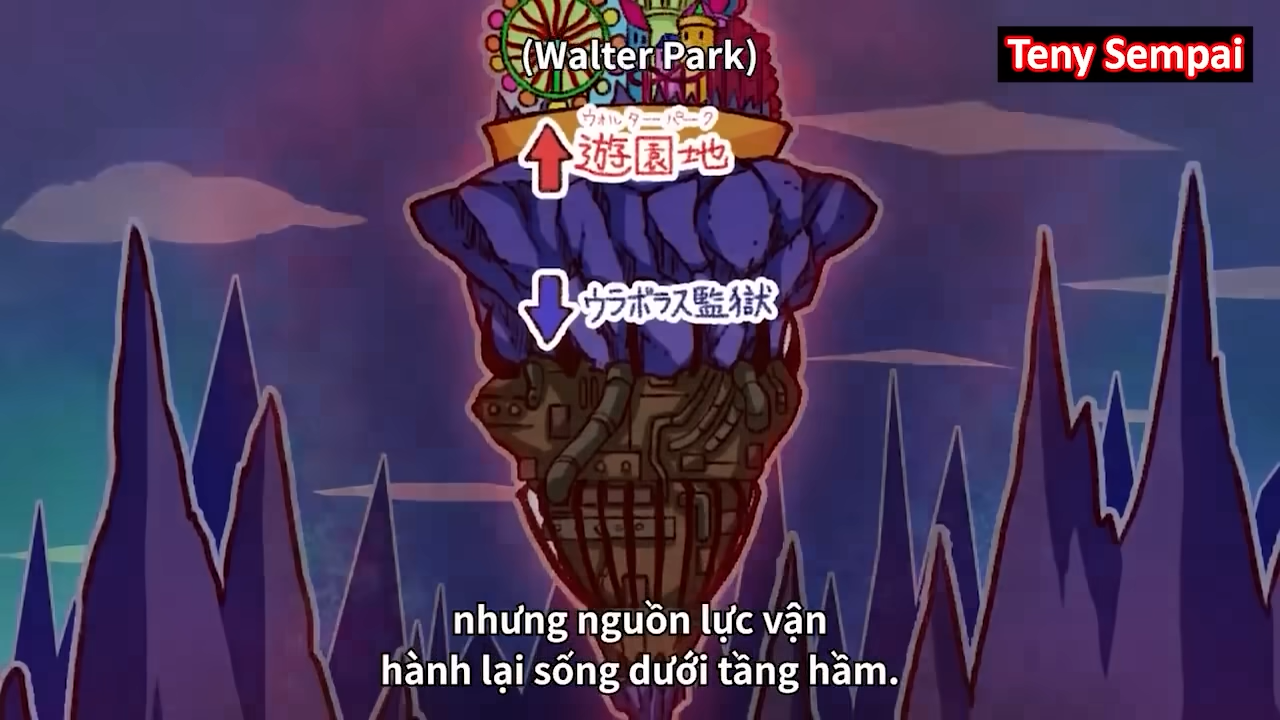 (Walter Park)
Teny Sempai
ウォルターパーク
遊園地
ウラボラス監獄
nhưng nguồn lực vận
hành lại sống dưới tầng hầm.